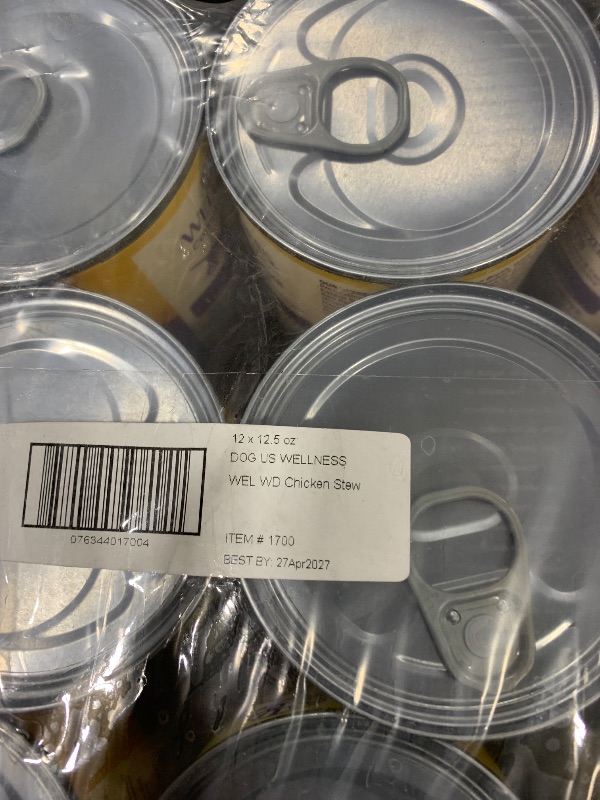 12 x 12.5 oz
DOG US WELLNESS
WEL WD Chicken Stew
076344017004
ITEM # 1700
BEST BY: 27Apr2027